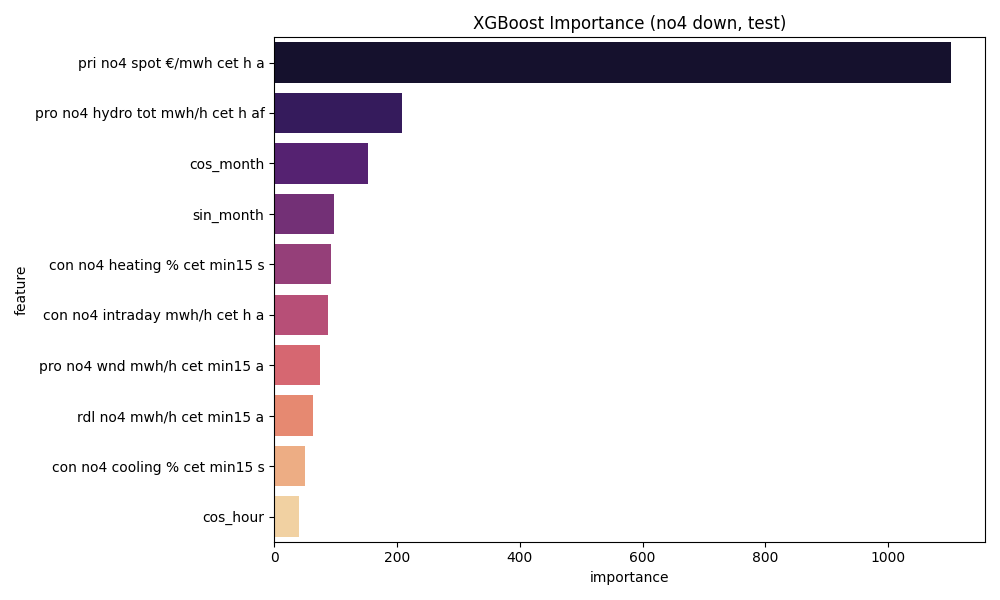 XGBoost Importance (no4 down, test)
feature
pri no4 spot €/mwh cet h a
pro no4 hydro tot mwh/h cet h af
cos_month
sin_month
con no4 heating % cet min15 s
con no4 intraday mwh/h cet h a
pro no4 wnd mwh/h cet min15 a
rdl no4 mwh/h cet min15 a
con no4 cooling % cet min15 s
cos_hour
0 200 400 600 800 1000
importance